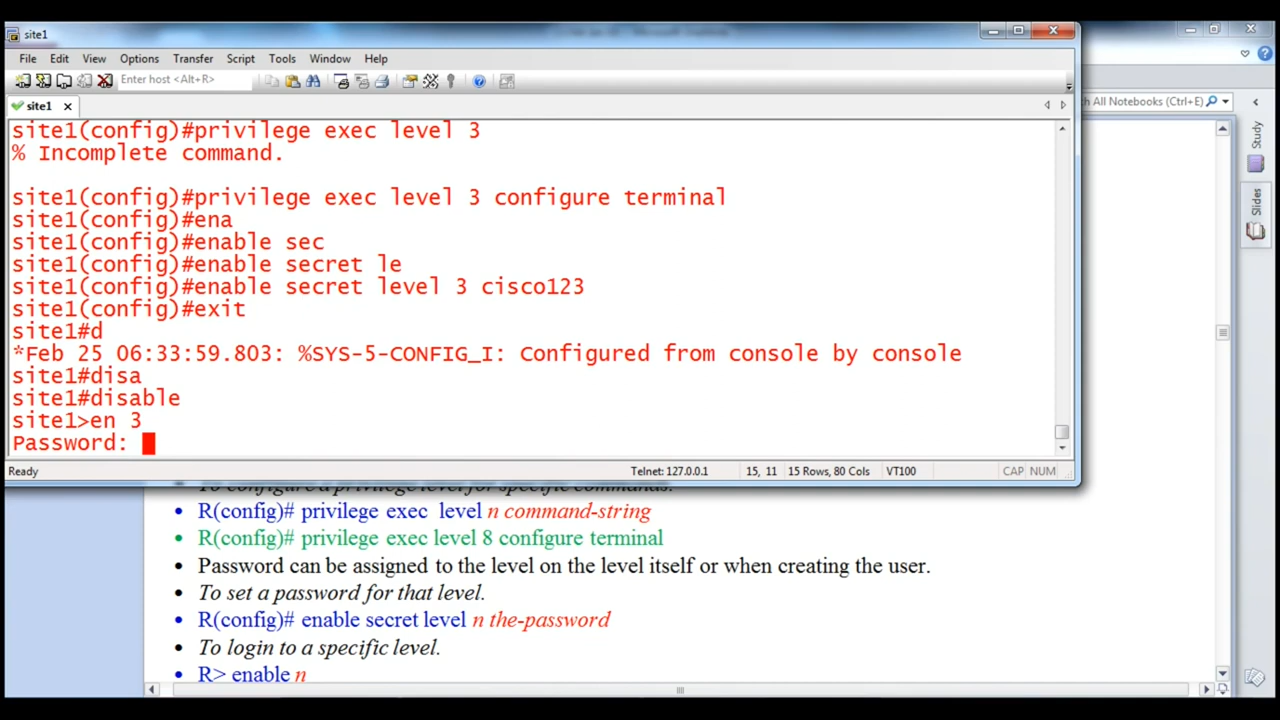 site1
File Edit View Transfer Script Tools Window Help
Enter host <Alt+R>
site1
site1(config)#privilege exec level 3
% Incomplete command.
site1(config)#privilege exec level 3 configure terminal
site1(config)#ena
site1(config)#enable sec
site1(config)#enable secret le
site1(config)#enable secret level 3 cisco123
site1(config)#exit
site1#d
*Feb 25 06:33:59.803: %SYS-5-CONFIG_I: Configured from console by console
site1#disa
site1#disable
site1>en 3
Password:
Ready Telnet: 127.0.0.1 15, 11 15 Rows, 80 Cols VT100 CAP NUM
ch All Notebooks (Ctrl+E)
Study
Slides
To configure a privilege level for specific commands.
• R(config)# privilege exec level n command-string
• R(config)# privilege exec level 8 configure terminal
• Password can be assigned to the level on the level itself or when creating the user.
• To set a password for that level.
• R(config)# enable secret level n the-password
• To login to a specific level.
• R> enable n